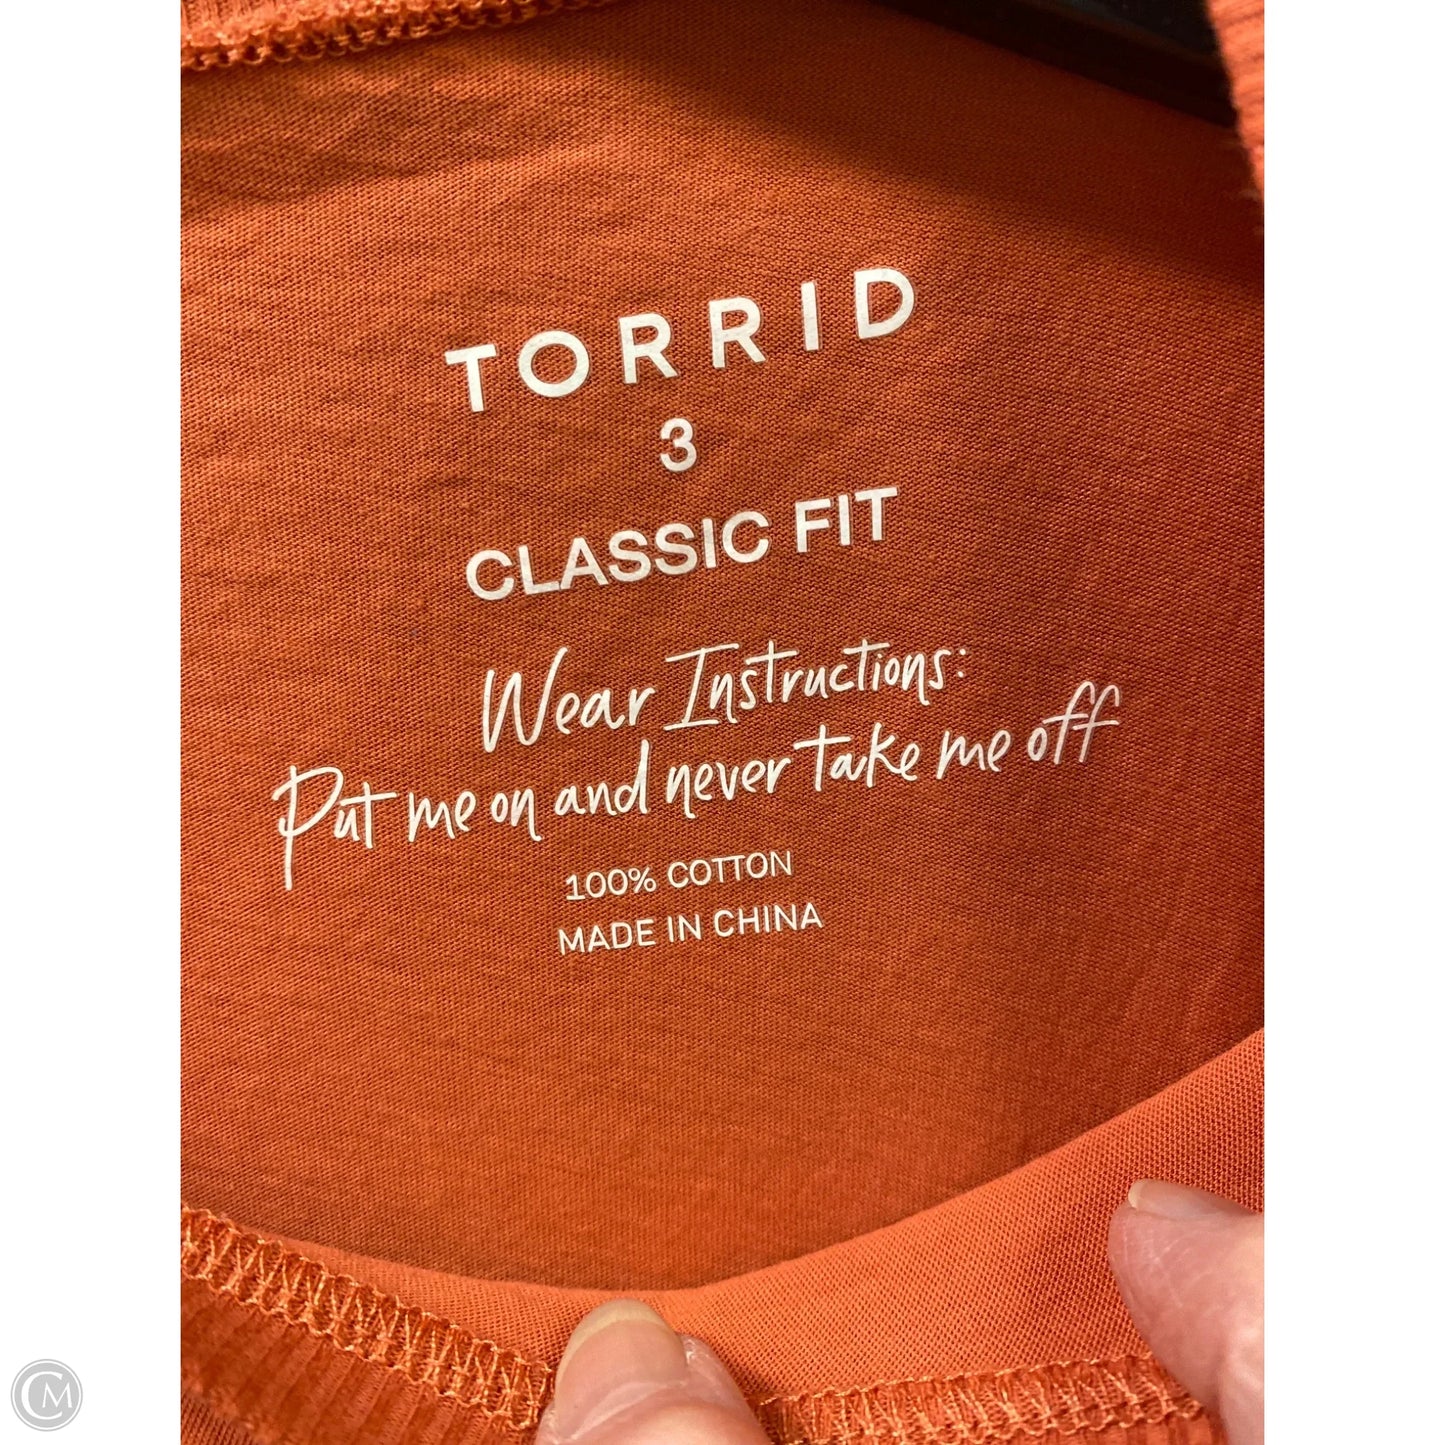 TORRID
3
CLASSIC FIT
Wear Instructions:
Put me on and never take me off
100% COTTON
MADE IN CHINA
CM